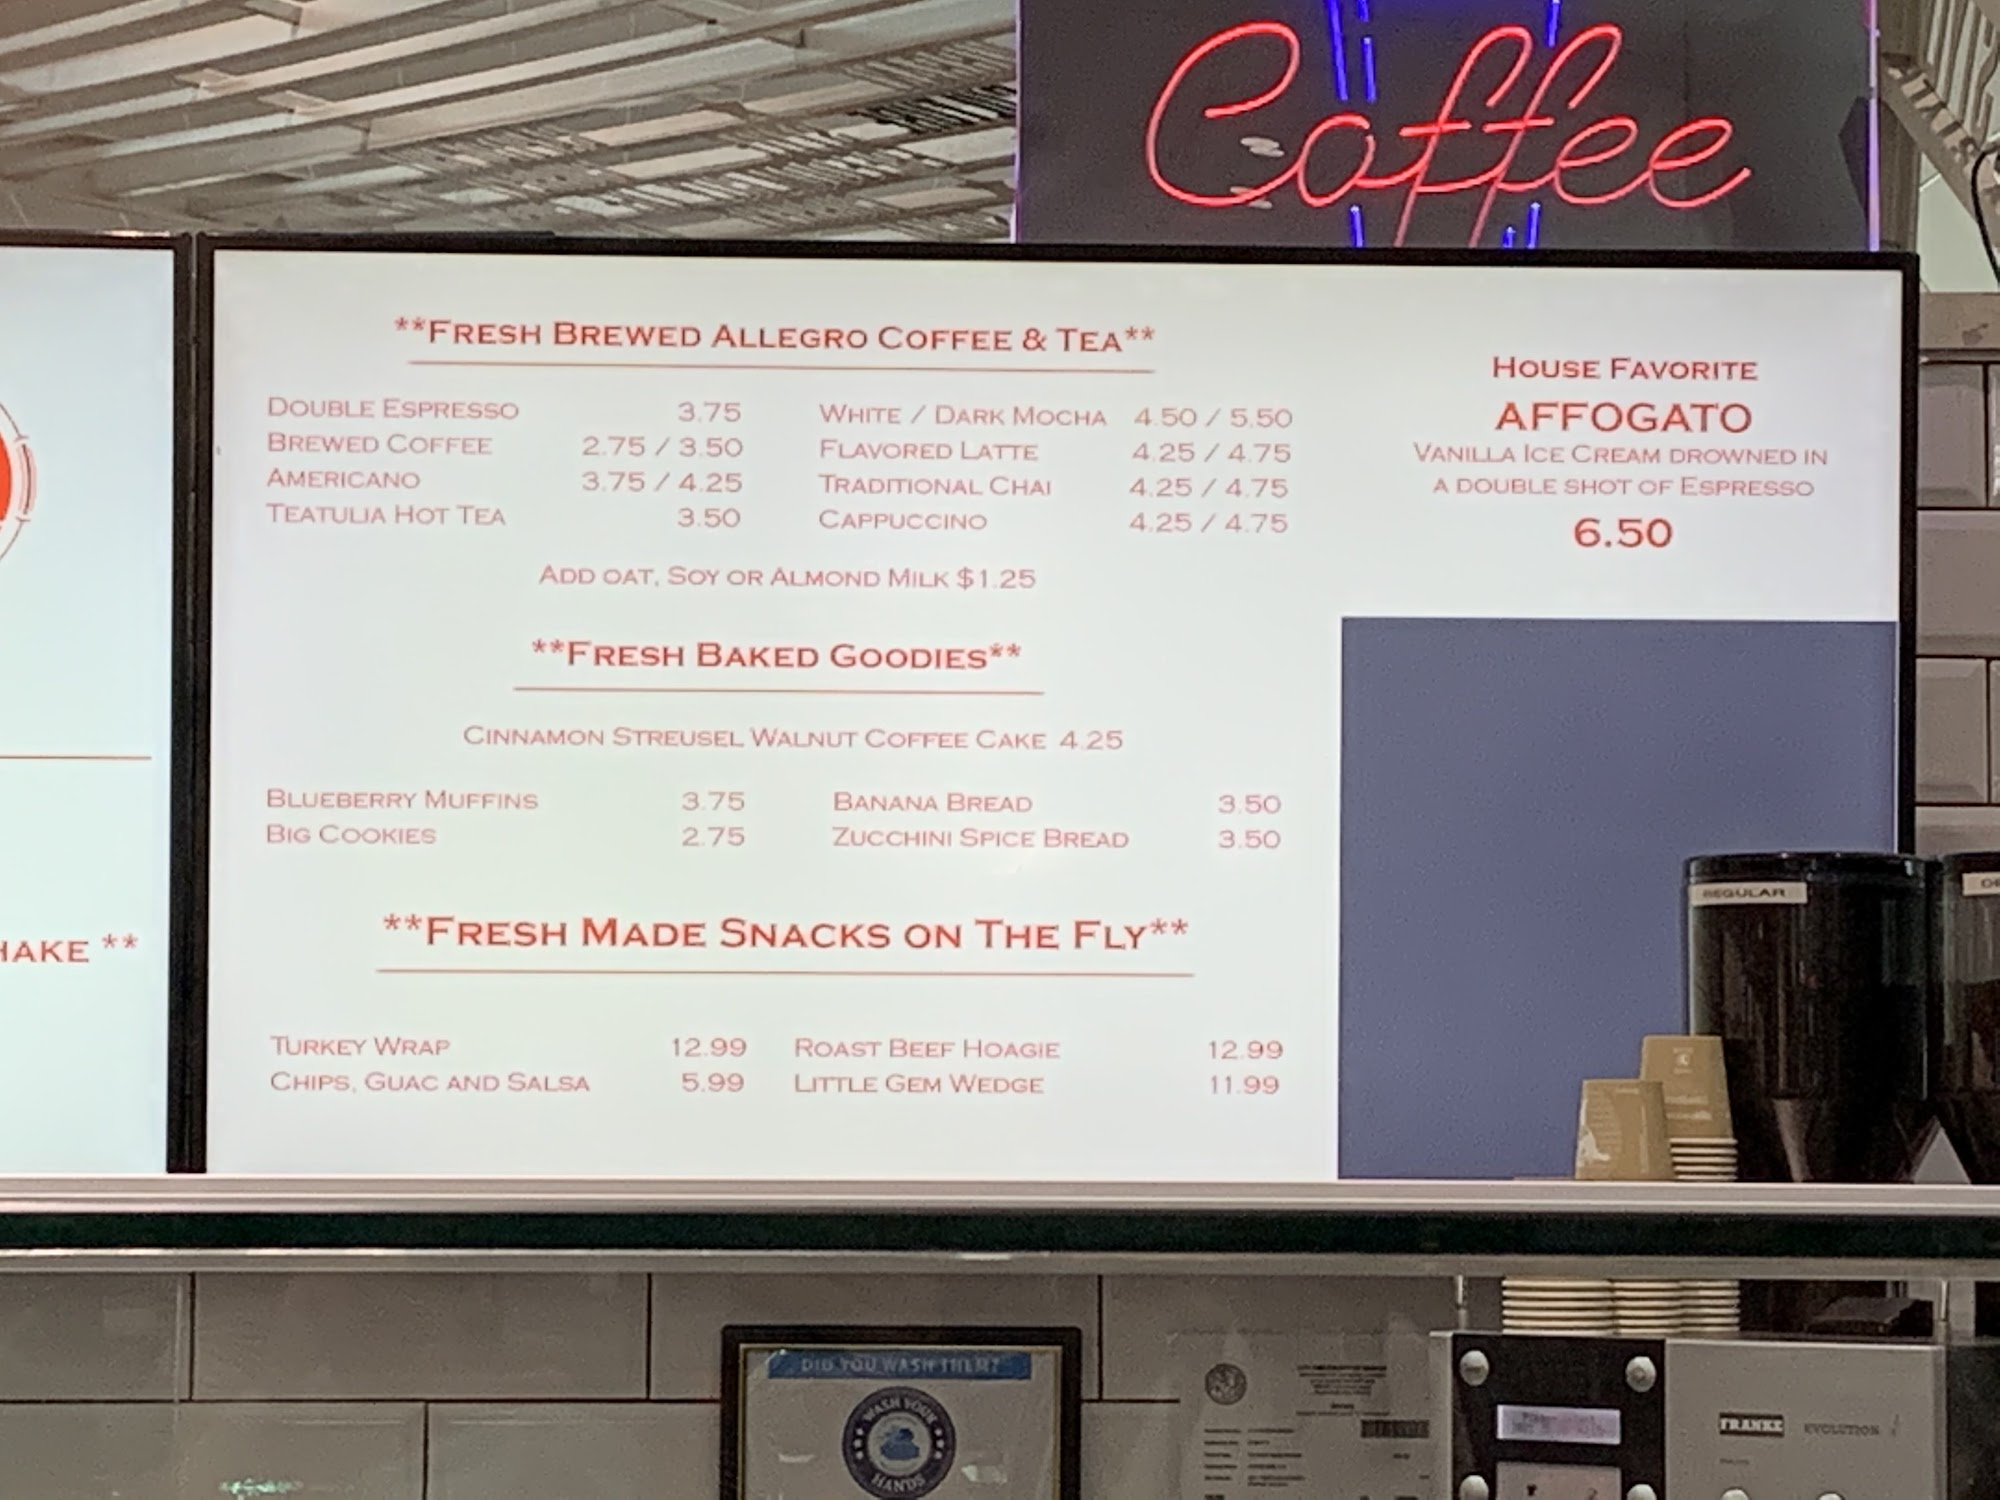 Coffee
**FRESH BREWED ALLEGRO COFFEE & TEA**
DOUBLE ESPRESSO 3.75
BREWED COFFEE 2.75 / 3.50
AMERICANO 3.75 / 4.25
TEATULIA HOT TEA 3.50
WHITE / DARK MOCHA 4.50 / 5.50
FLAVORED LATTE 4.25 / 4.75
TRADITIONAL CHAI 4.25 / 4.75
CAPPUCCINO 4.25 / 4.75
ADD OAT, SOY OR ALMOND MILK $1.25
HOUSE FAVORITE
AFFOGATO
VANILLA ICE CREAM DROWNED IN
A DOUBLE SHOT OF ESPRESSO
6.50
**FRESH BAKED GOODIES**
CINNAMON STREUSEL WALNUT COFFEE CAKE 4.25
BLUEBERRY MUFFINS 3.75
BIG COOKIES 2.75
BANANA BREAD 3.50
ZUCCHINI SPICE BREAD 3.50
**FRESH MADE SNACKS ON THE FLY**
TURKEY WRAP 12.99
CHIPS, GUAC AND SALSA 5.99
ROAST BEEF HOAGIE 12.99
LITTLE GEM WEDGE 11.99
HAKE **
REGULAR
DID YOU WASH THEM?
WASH YOUR
HANDS
FRANKE EVOLUTION